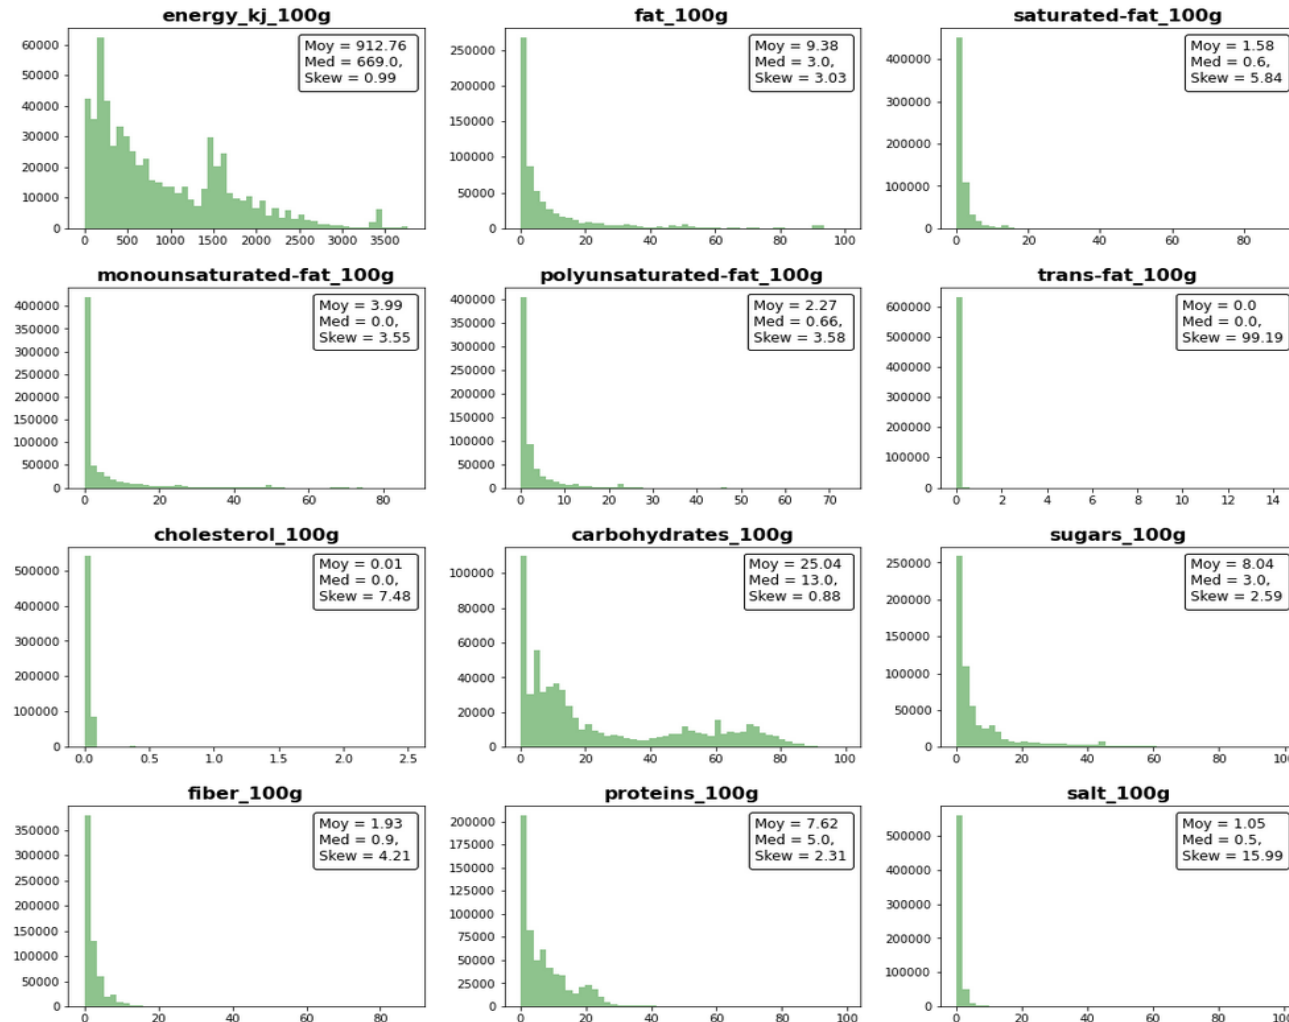 energy_kj_100g
Moy = 912.76
Med = 669.0,
Skew = 0.99
60000
50000
40000
30000
20000
10000
0
0 500 1000 1500 2000 2500 3000 3500
fat_100g
Moy = 9.38
Med = 3.0,
Skew = 3.03
250000
200000
150000
100000
50000
0
0 20 40 60 80 100
saturated-fat_100g
Moy = 1.58
Med = 0.6,
Skew = 5.84
400000
300000
200000
100000
0
0 20 40 60 80
monounsaturated-fat_100g
Moy = 3.99
Med = 0.0,
Skew = 3.55
400000
350000
300000
250000
200000
150000
100000
50000
0
0 20 40 60 80
polyunsaturated-fat_100g
Moy = 2.27
Med = 0.66,
Skew = 3.58
400000
350000
300000
250000
200000
150000
100000
50000
0
0 10 20 30 40 50 60 70
trans-fat_100g
Moy = 0.0
Med = 0.0,
Skew = 99.19
600000
500000
400000
300000
200000
100000
0
2 4 6 8 10 12 14
cholesterol_100g
Moy = 0.01
Med = 0.0,
Skew = 7.48
500000
400000
300000
200000
100000
0
0.0 0.5 1.0 1.5 2.0 2.5
carbohydrates_100g
Moy = 25.04
Med = 13.0,
Skew = 0.88
100000
80000
60000
40000
20000
0
0 20 40 60 80 100
sugars_100g
Moy = 8.04
Med = 3.0,
Skew = 2.59
250000
200000
150000
100000
50000
0
0 20 40 60 80 100
fiber_100g
Moy = 1.93
Med = 0.9,
Skew = 4.21
350000
300000
250000
200000
150000
100000
50000
0
0 20 40 60 80
proteins_100g
Moy = 7.62
Med = 5.0,
Skew = 2.31
200000
175000
150000
125000
100000
75000
50000
25000
0
0 20 40 60 80 100
salt_100g
Moy = 1.05
Med = 0.5,
Skew = 15.99
500000
400000
300000
200000
100000
0
0 20 40 60 80 100